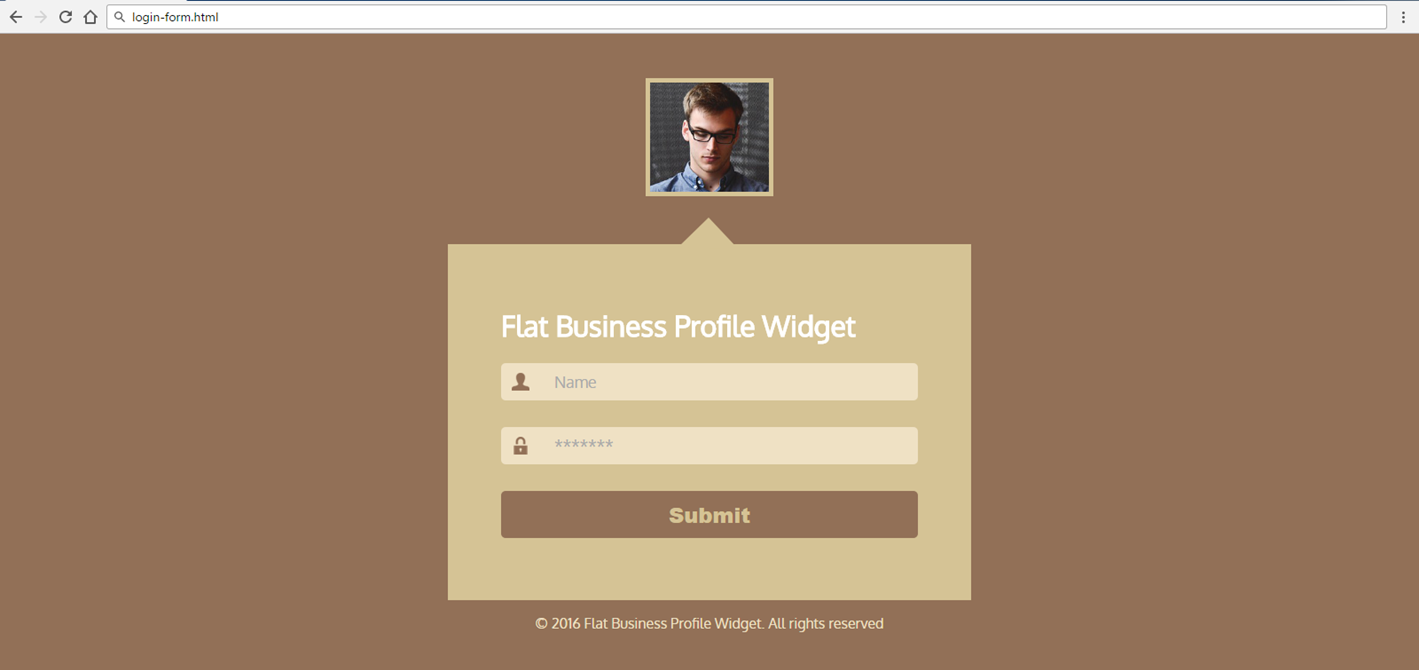 login-form.html
Flat Business Profile Widget
Name
*******
Submit
© 2016 Flat Business Profile Widget. All rights reserved